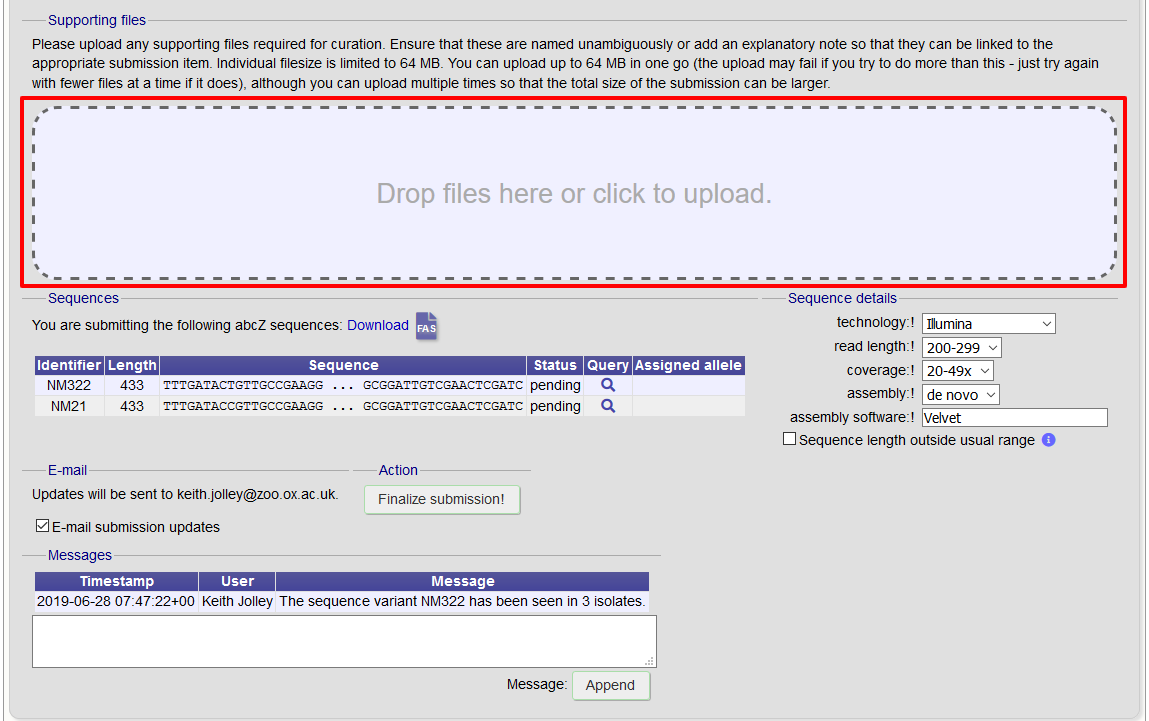 Supporting files
Please upload any supporting files required for curation. Ensure that these are named unambiguously or add an explanatory note so that they can be linked to the
appropriate submission item. Individual filesize is limited to 64 MB. You can upload up to 64 MB in one go (the upload may fail if you try to do more than this - just try again
with fewer files at a time if it does), although you can upload multiple times so that the total size of the submission can be larger.
Drop files here or click to upload.
Sequences
You are submitting the following abcZ sequences: Download FAS
Identifier Length Sequence Status Query Assigned allele
NM322 433 TTTGATACTGTTGCCGAAGG ... GCGGATTGTCGAACTCGATC pending
NM21 433 TTTGATACCGTTGCCGAAGG ... GCGGATTGTCGAACTCGATC pending
Sequence details
technology:! Illumina
read length:! 200-299
coverage:! 20-49x
assembly:! de novo
assembly software:! Velvet
Sequence length outside usual range i
E-mail
Updates will be sent to keith.jolley@zoo.ox.ac.uk.
E-mail submission updates
Action
Finalize submission!
Messages
Timestamp User Message
2019-06-28 07:47:22+00 Keith Jolley The sequence variant NM322 has been seen in 3 isolates.
Message: Append